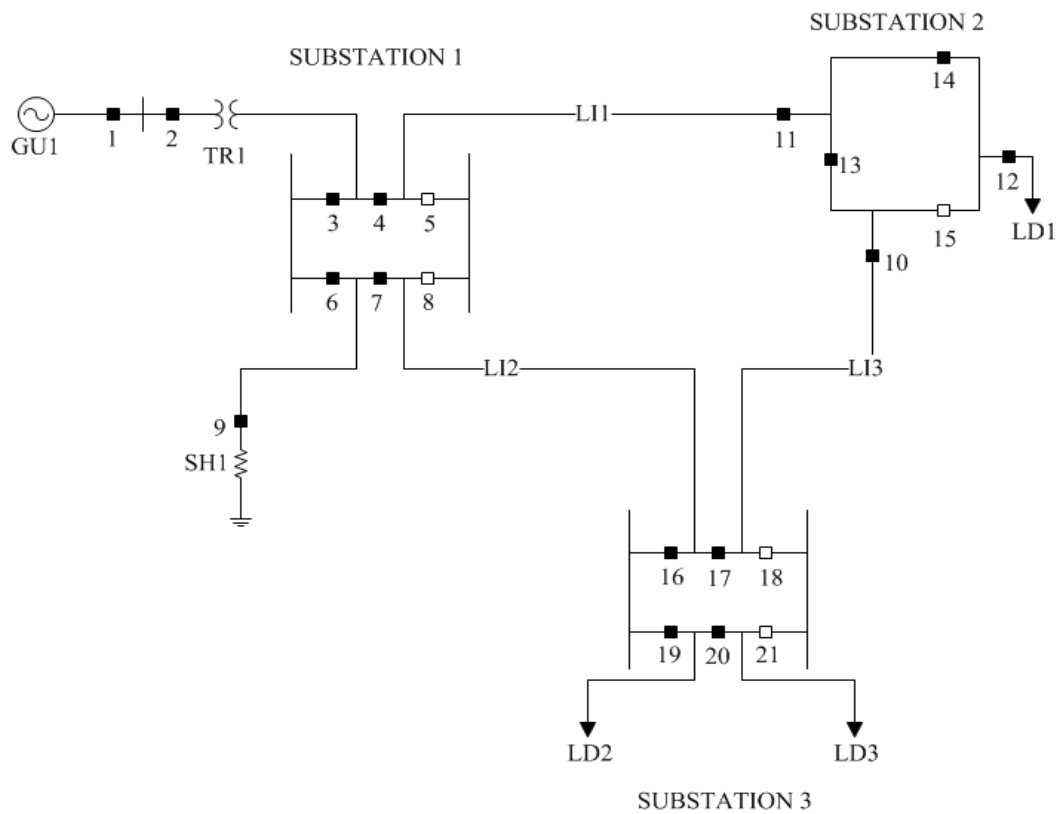 SUBSTATION 2
SUBSTATION 1
14
GU1
1
2
TR1
LI1
11
13
12
LD1
3
4
5
15
10
6
7
8
LI2
LI3
9
SH1
16
17
18
19
20
21
LD2
LD3
SUBSTATION 3